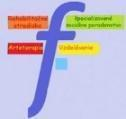 Rehabilitačné
stredisko
Špecializované
sociálne poradenstvo
Arteterapia
Vzdelávanie
f